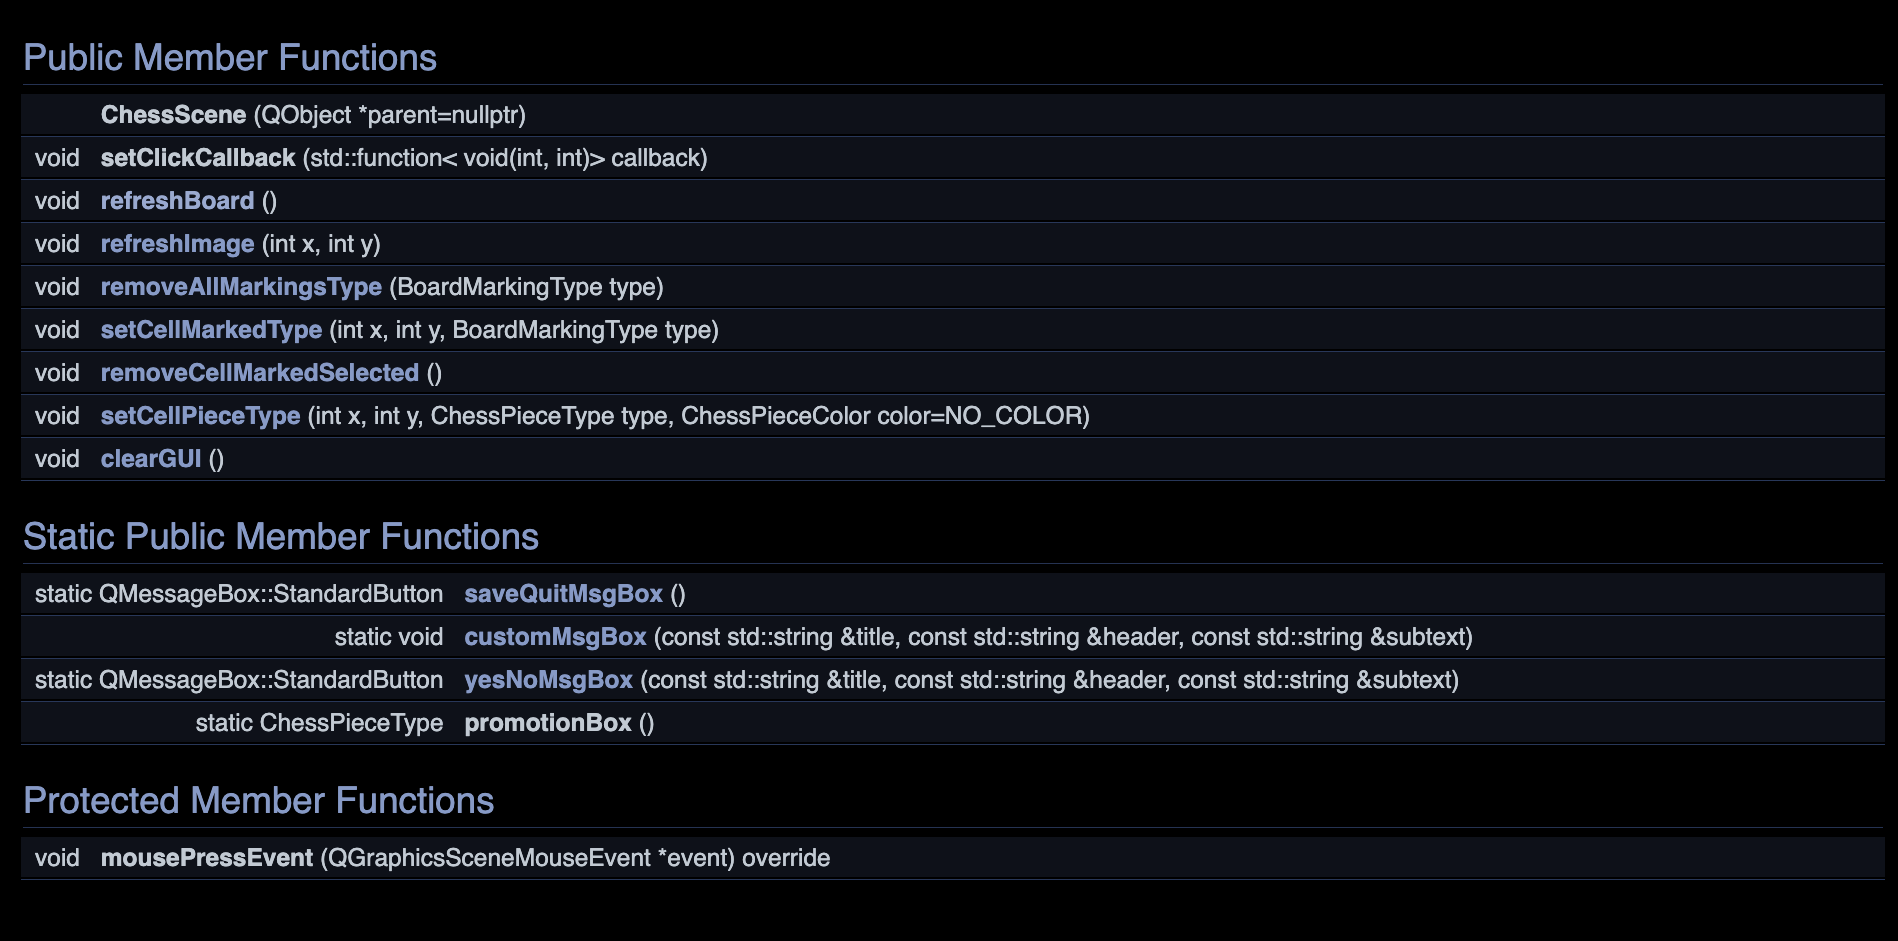 Public Member Functions
ChessScene (QObject *parent=nullptr)
void setClickCallback (std::function< void(int, int)> callback)
void refreshBoard ()
void refreshImage (int x, int y)
void removeAllMarkingsType (BoardMarkingType type)
void setCellMarkedType (int x, int y, BoardMarkingType type)
void removeCellMarkedSelected ()
void setCellPieceType (int x, int y, ChessPieceType type, ChessPieceColor color=NO_COLOR)
void clearGUI ()
Static Public Member Functions
static QMessageBox::StandardButton saveQuitMsgBox ()
static void customMsgBox (const std::string &title, const std::string &header, const std::string &subtext)
static QMessageBox::StandardButton yesNoMsgBox (const std::string &title, const std::string &header, const std::string &subtext)
static ChessPieceType promotionBox ()
Protected Member Functions
void mousePressEvent (QGraphicsSceneMouseEvent *event) override